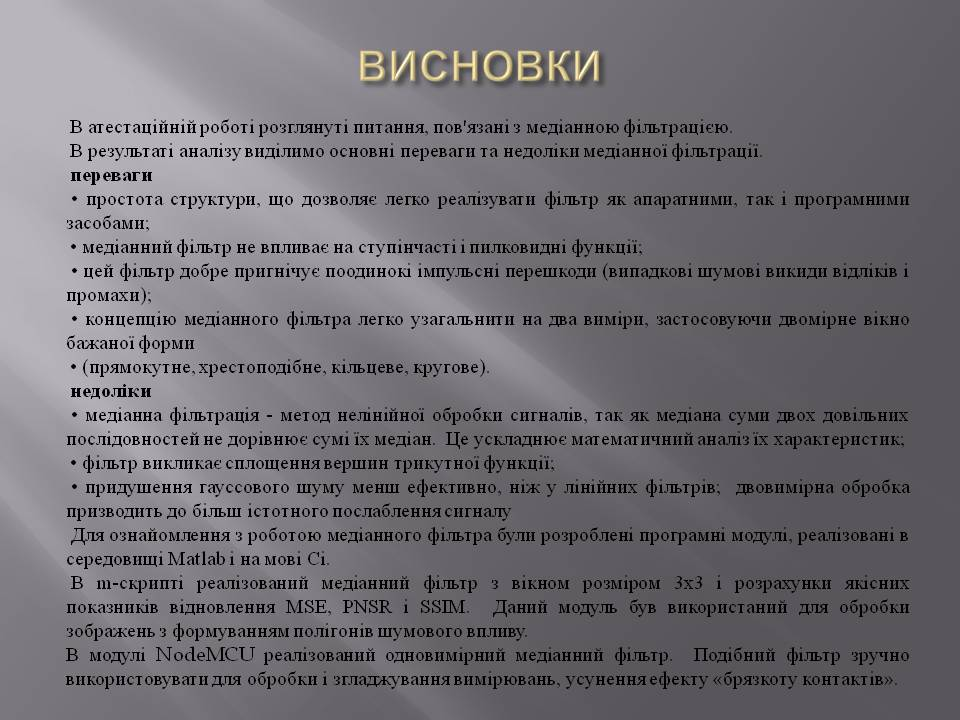 ВИСНОВКИ
В атестаційній роботі розглянуті питання, пов'язані з медіанною фільтрацією.
В результаті аналізу виділимо основні переваги та недоліки медіанної фільтрації.
переваги
• простота структури, що дозволяє легко реалізувати фільтр як апаратними, так і програмними
засобами;
• медіанний фільтр не впливає на ступінчасті і пилковидні функції;
• цей фільтр добре пригнічує поодинокі імпульсні перешкоди (випадкові шумові викиди відліків і
промахи);
• концепцію медіанного фільтра легко узагальнити на два виміри, застосовуючи двомірне вікно
бажаної форми
• (прямокутне, хрестоподібне, кільцеве, кругове).
недоліки
• медіанна фільтрація - метод нелінійної обробки сигналів, так як медіана суми двох довільних
послідовностей не дорівнює сумі їх медіан. Це ускладнює математичний аналіз їх характеристик;
• фільтр викликає сплощення вершин трикутної функції;
• придушення гауссового шуму менш ефективно, ніж у лінійних фільтрів; двовимірна обробка
призводить до більш істотного послаблення сигналу
Для ознайомлення з роботою медіанного фільтра були розроблені програмні модулі, реалізовані в
середовищі Matlab і на мові Сі.
В m-скрипті реалізований медіанний фільтр з вікном розміром 3х3 і розрахунки якісних
показників відновлення MSE, PNSR і SSIM. Даний модуль був використаний для обробки
зображень з формуванням полігонів шумового впливу.
В модулі NodeMCU реалізований одновимірний медіанний фільтр. Подібний фільтр зручно
використовувати для обробки і згладжування вимірювань, усунення ефекту «брязкоту контактів».